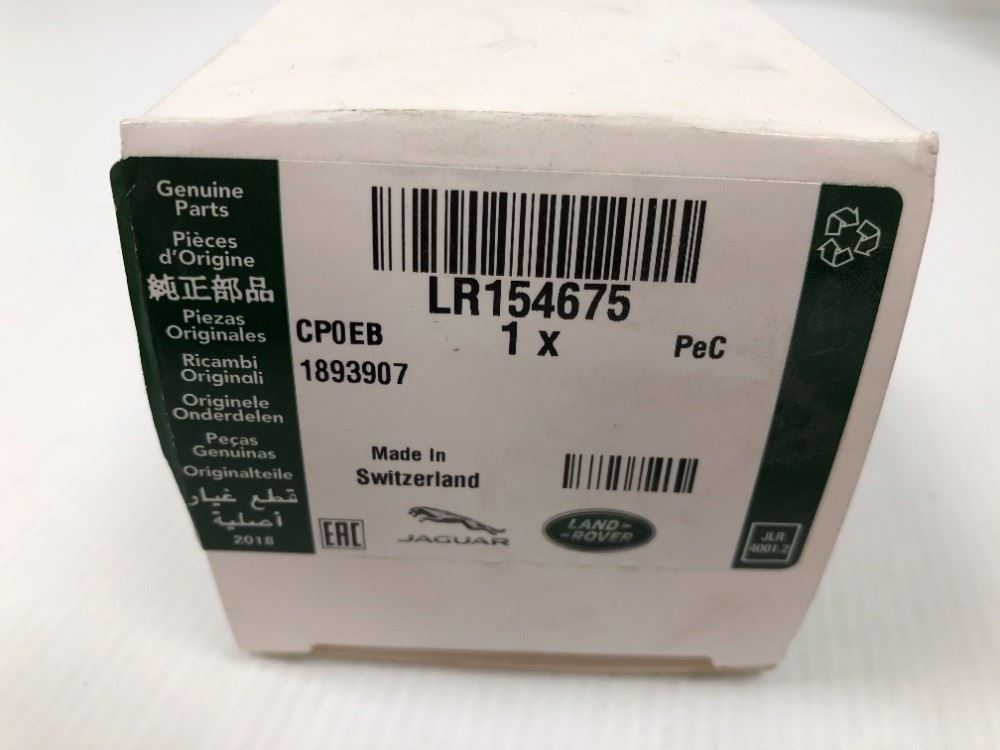 Genuine
Parts
Pièces
d'Origine
純正部品
Piezas
Originales
Ricambi
Originali
Originele
Onderdelen
Peças
Genuinas
Originalteile
قطع غيار
أصلية
2018
LR154675
CP0EB
1 x
PeC
1893907
Made In
Switzerland
EAC
JAGUAR
LAND-
-ROVER
JLR
4001.2